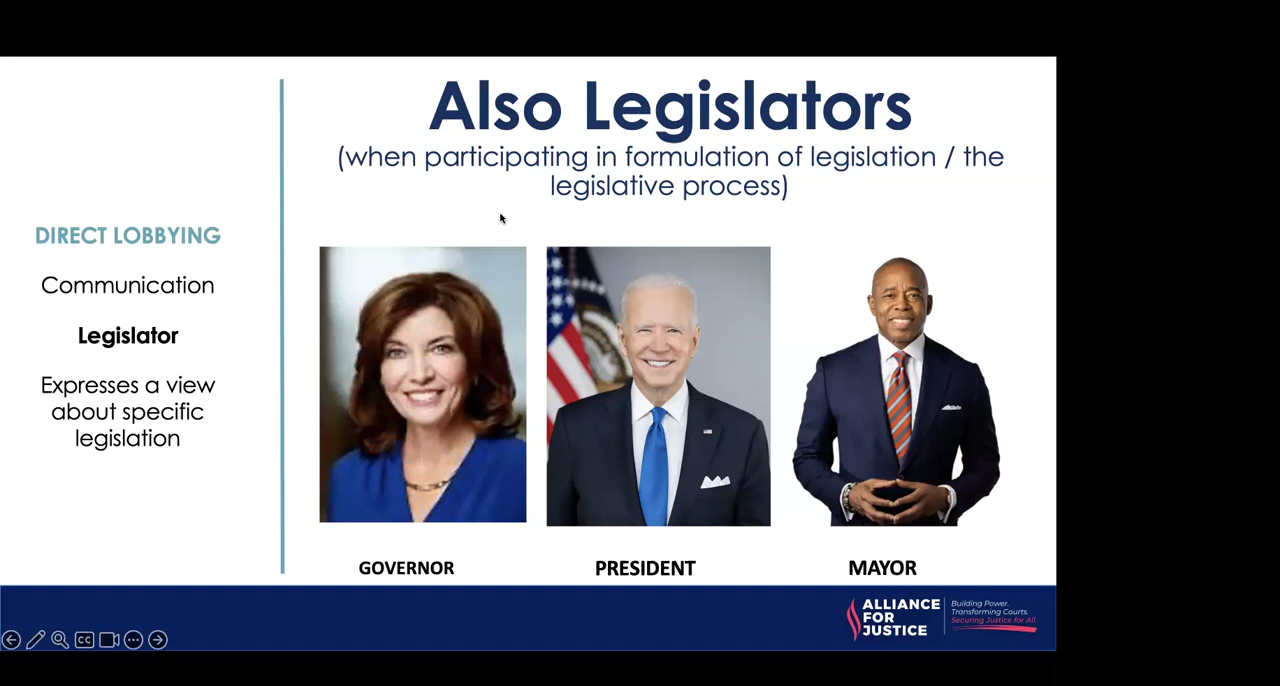 Also Legislators
(when participating in formulation of legislation / the
legislative process)
DIRECT LOBBYING
Communication
Legislator
Expresses a view
about specific
legislation
GOVERNOR
PRESIDENT
MAYOR
ALLIANCE
FOR
JUSTICE
Building Power.
Transforming Courts.
Securing Justice for All.
CC